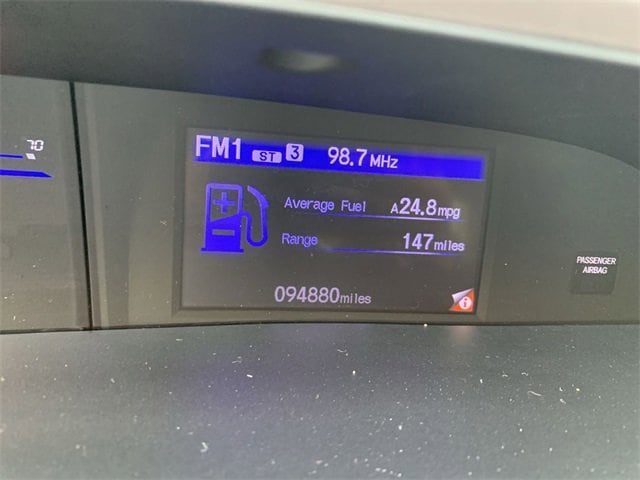 70
FM1 ST 3 98.7 MHz
Average Fuel A24.8mpg
Range 147miles
094880miles
i
PASSENGER
AIRBAG